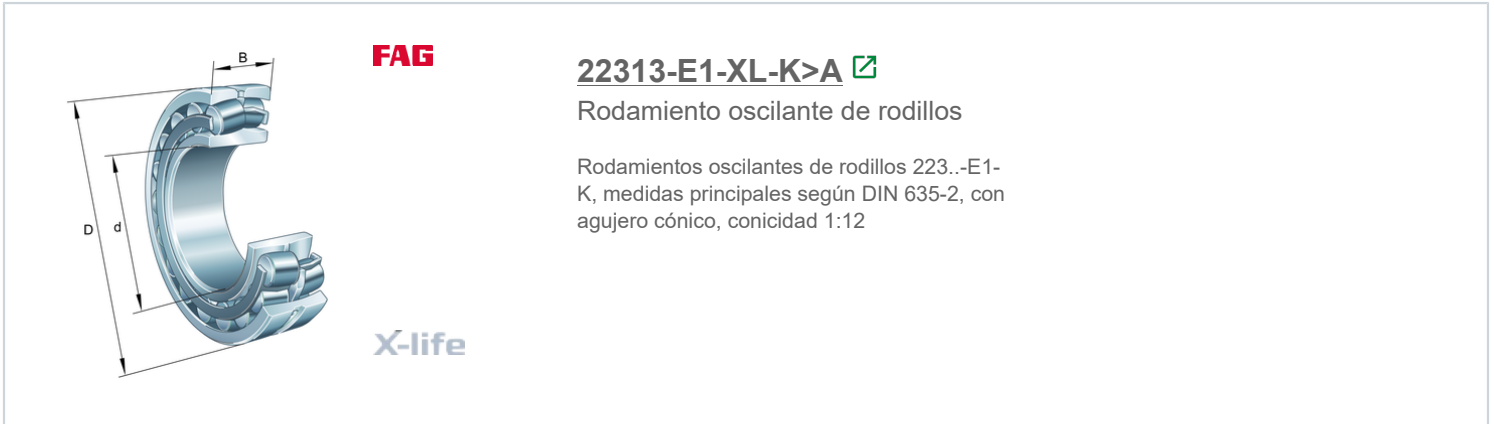 B
FAG
22313-E1-XL-K>A
Rodamiento oscilante de rodillos
Rodamientos oscilantes de rodillos 223..-E1-
K, medidas principales según DIN 635-2, con
agujero cónico, conicidad 1:12
D
d
X-life